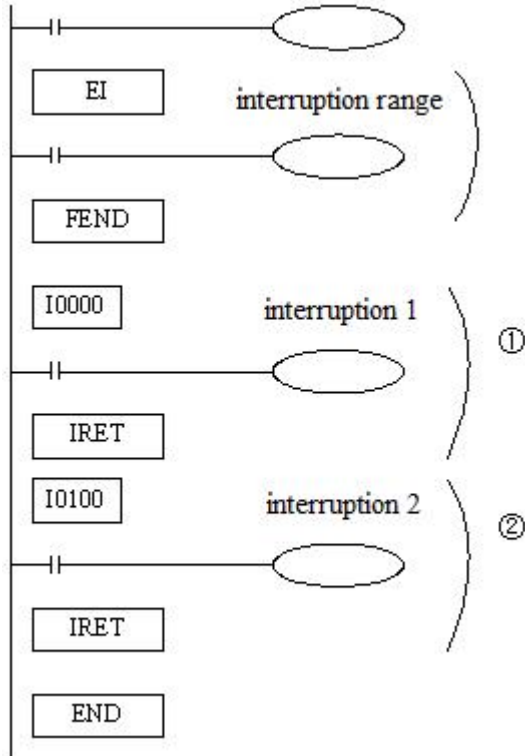 EI
interruption range
FEND
I0000
interruption 1
①
IRET
I0100
interruption 2
②
IRET
END